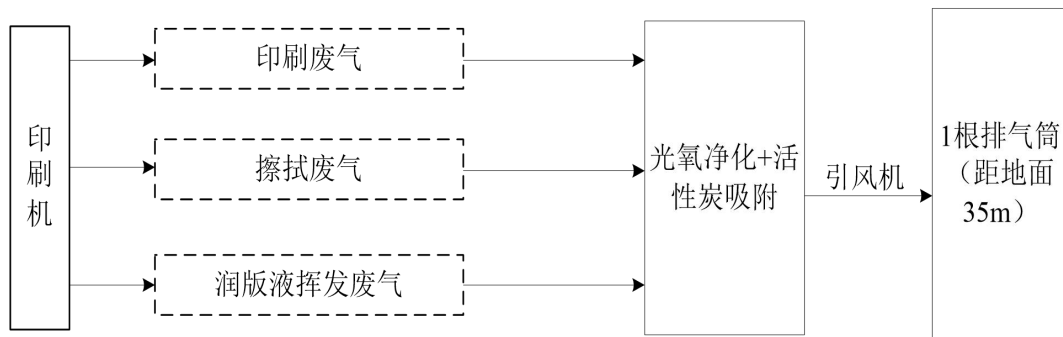 印
刷
机
印刷废气
擦拭废气
润版液挥发废气
光氧净化+活
性炭吸附
引风机
1根排气筒
（距地面
35m）